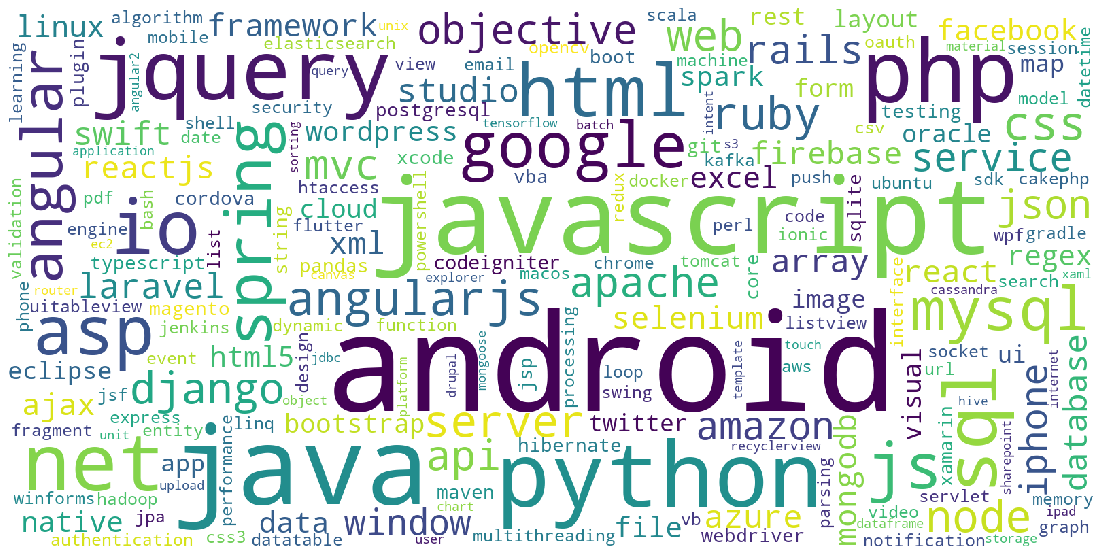 linux
algorithm
mobile
framework
unix
elasticsearch
objective
scala
web
rest
layout
facebook
oauth
material
session
datetime
learning
angular
plugin
angular2
jquery
query
view
email
opencv
boot
machine
rails
php
map
studio
html
spark
form
testing
model
security
postgresql
tensorflow
batch
intent
ruby
csv
oracle
css
swift
shell
date
spring
sorting
wordpress
google
git
s3
kafka
firebase
service
application
reactjs
mvc
xcode
vba
docker
redux
excel
push
ubuntu
sdk
cakephp
validation
pdf
bash
cordova
htaccess
cloud
flutter
powershell
javascript
perl
code
ionic
sqlite
json
engine
io
ec2
list
string
xml
codeigniter
chrome
tomcat
core
array
wpf
gradle
typescript
pandas
canvas
macos
explorer
apache
react
regex
xaml
search
phone
router
uitableview
laravel
magento
angularjs
image
interface
cassandra
mysql
asp
jenkins
dynamic
function
android
selenium
listview
event
html5
design
jdbc
touch
socket
ui
url
internet
eclipse
jsf
django
object
platform
drupal
mongoose
jsp
processing
loop
swing
aws
template
visual
hive
sql
iphone
database
ajax
express
entity
unit
linq
bootstrap
server
twitter
amazon
recyclerview
mongodb
js
xamarin
sharepoint
fragment
net
app
upload
performance
java
api
hibernate
python
parsing
servlet
memory
winforms
hadoop
maven
chart
azure
video
dataframe
node
ipad
graph
native
jpa
data
window
file
vb
webdriver
authentication
css3
datatable
user
multithreading
notification
storage